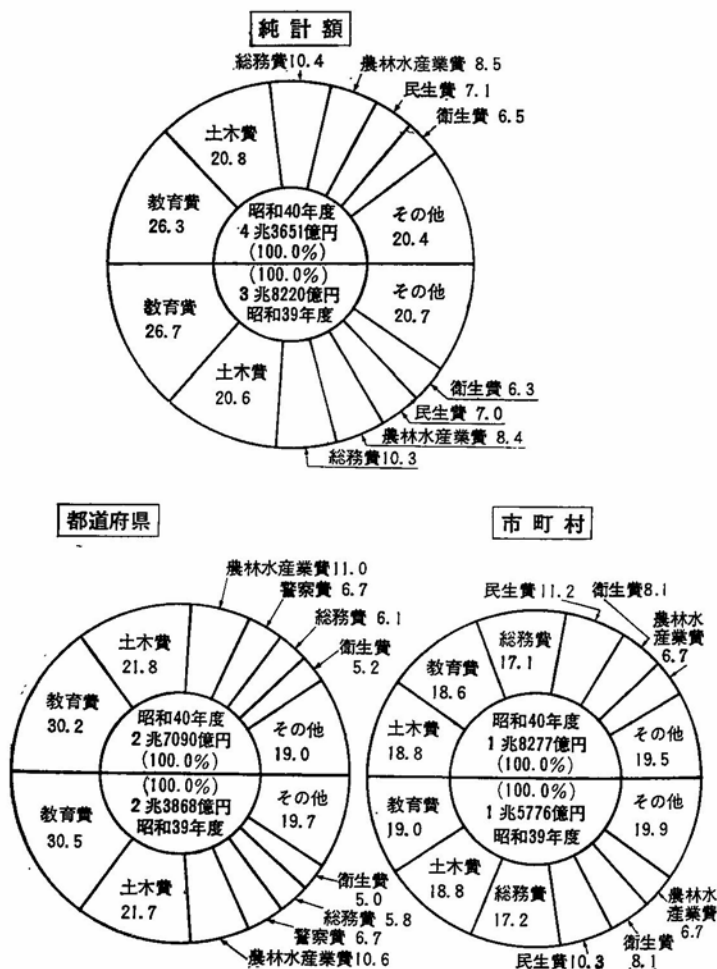 純計額
総務費10.4
農林水産業費 8.5
民生費 7.1
衛生費 6.5
土木費
20.8
教育費
26.3
その他
20.4
昭和40年度
4兆3651億円
(100.0%)
(100.0%)
3兆8220億円
昭和39年度
教育費
26.7
その他
20.7
土木費
20.6
衛生費 6.3
民生費 7.0
農林水産業費 8.4
総務費10.3
都道府県
農林水産業費11.0
警察費 6.7
総務費 6.1
衛生費
5.2
土木費
21.8
教育費
30.2
その他
19.0
昭和40年度
2兆7090億円
(100.0%)
(100.0%)
2兆3868億円
昭和39年度
教育費
30.5
その他
19.7
土木費
21.7
衛生費
5.0
総務費 5.8
警察費 6.7
農林水産業費10.6
市町村
民生費11.2
衛生費8.1
農林水
産業費
6.7
総務費
17.1
教育費
18.6
土木費
18.8
その他
19.5
昭和40年度
1兆8277億円
(100.0%)
(100.0%)
1兆5776億円
昭和39年度
教育費
19.0
その他
19.9
土木費
18.8
総務費
17.2
農林水
産業費
6.7
衛生費
8.1
民生費10.3